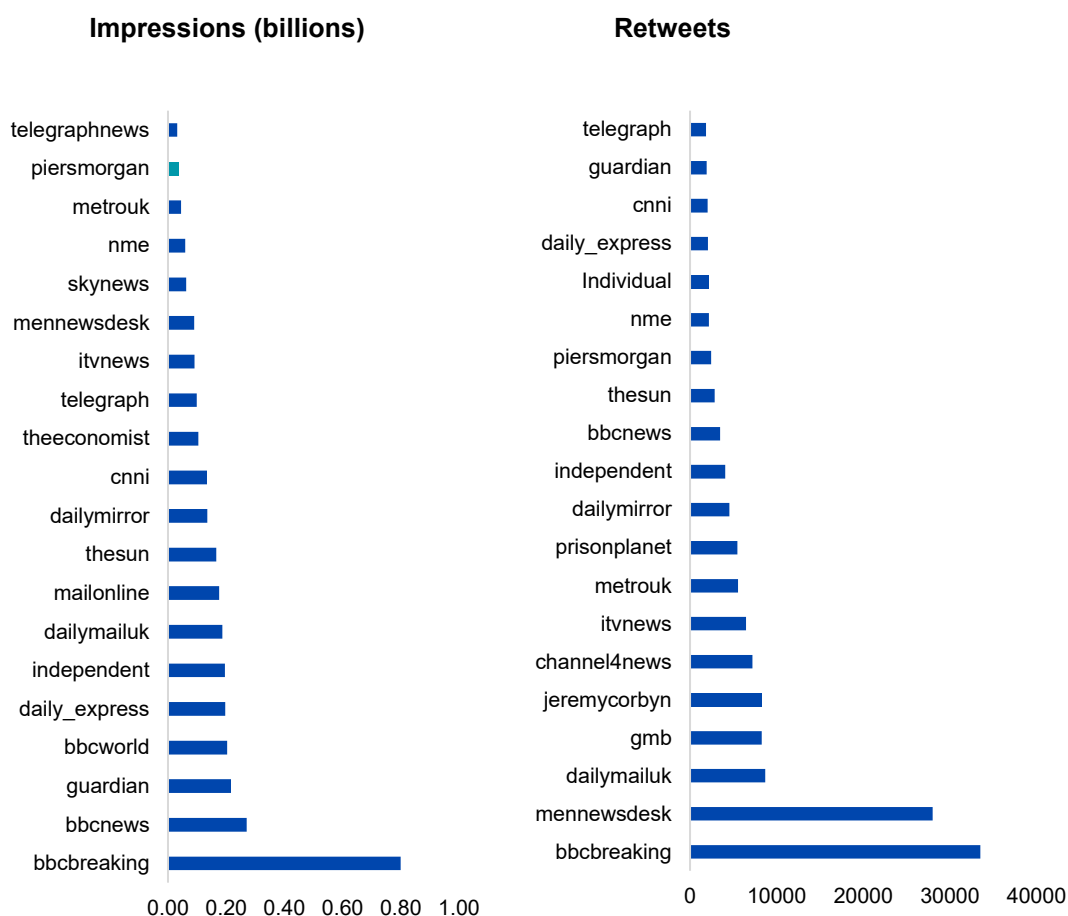 Impressions (billions)
telegraphnews
piersmorgan
metrouk
nme
skynews
mennewsdesk
itvnews
telegraph
theeconomist
cnni
dailymirror
thesun
mailonline
dailymailuk
independent
daily_express
bbcworld
guardian
bbcnews
bbcbreaking
0.00 0.20 0.40 0.60 0.80 1.00
Retweets
telegraph
guardian
cnni
daily_express
Individual
nme
piersmorgan
thesun
bbcnews
independent
dailymirror
prisonplanet
metrouk
itvnews
channel4news
jeremycorbyn
gmb
dailymailuk
mennewsdesk
bbcbreaking
0 10000 20000 30000 40000